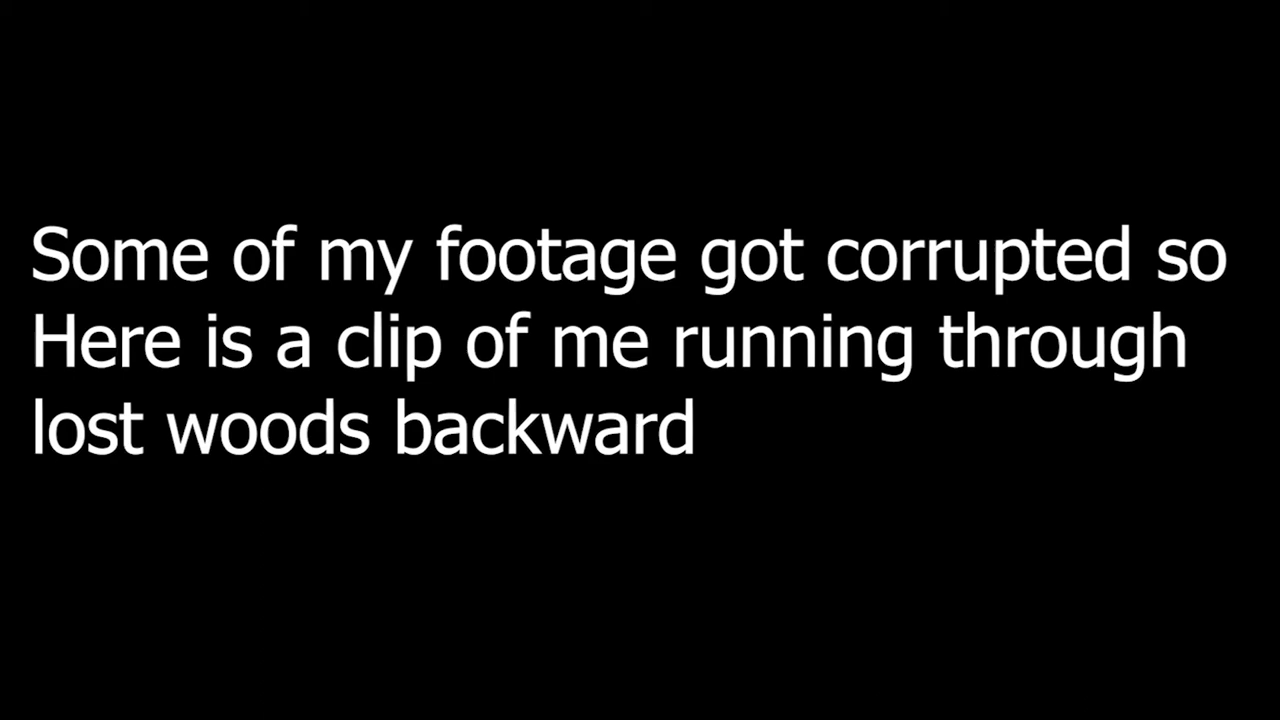 Some of my footage got corrupted so
Here is a clip of me running through
lost woods backward